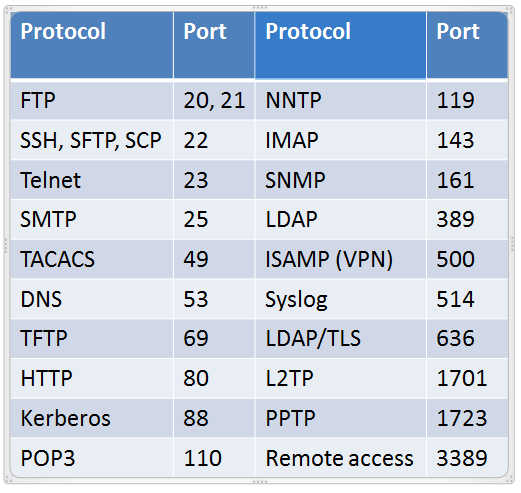 Protocol Port Protocol Port
FTP 20, 21 NNTP 119
SSH, SFTP, SCP 22 IMAP 143
Telnet 23 SNMP 161
SMTP 25 LDAP 389
TACACS 49 ISAMP (VPN) 500
DNS 53 Syslog 514
TFTP 69 LDAP/TLS 636
HTTP 80 L2TP 1701
Kerberos 88 PPTP 1723
POP3 110 Remote access 3389